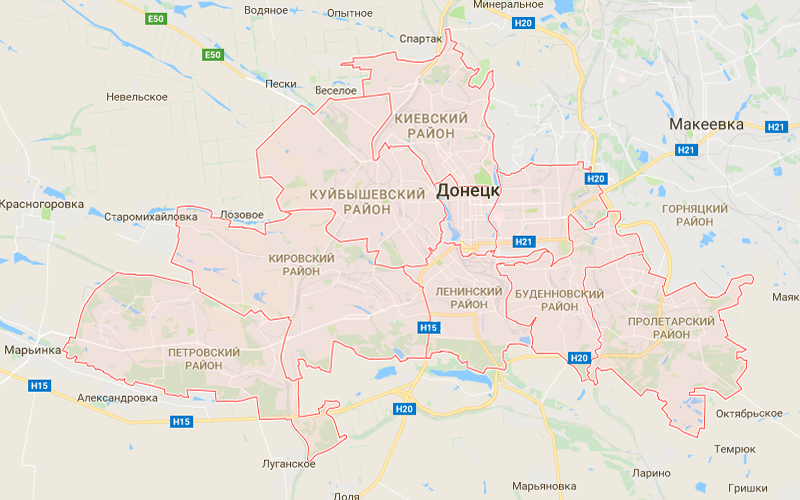 Водяное
Опытное
Минеральное
E50
H20
Спартак
E50
Пески
Веселое
Невельское
КИЕВСКИЙ
РАЙОН
Макеевка
H21
H21
H20
КУЙБЫШЕВСКИЙ
РАЙОН
Донецк
Красногоровка
Старомихайловка
Лозовое
ГОРНЯЦКИЙ
РАЙОН
H21
КИРОВСКИЙ
РАЙОН
ЛЕНИНСКИЙ
РАЙОН
БУДЕННОВСКИЙ
РАЙОН
Маяк
ПРОЛЕТАРСКИЙ
РАЙОН
H15
Марьинка
ПЕТРОВСКИЙ
РАЙОН
H20
H15
Александровка
H20
H15
Октябрьское
Темрюк
Луганское
Ларино
Марьяновка
Гришки
Доля